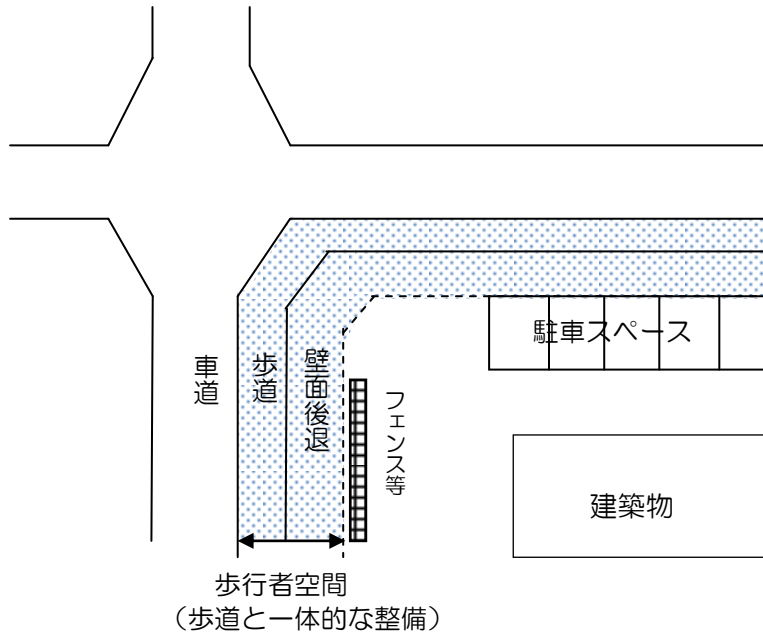 駐車スペース
車道
歩道
壁面後退
フェンス等
建築物
歩行者空間
（歩道と一体的な整備）